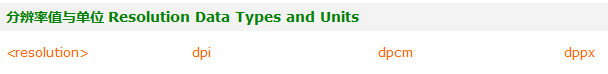 分辨率值与单位 Resolution Data Types and Units
<resolution> dpi dpcm dppx